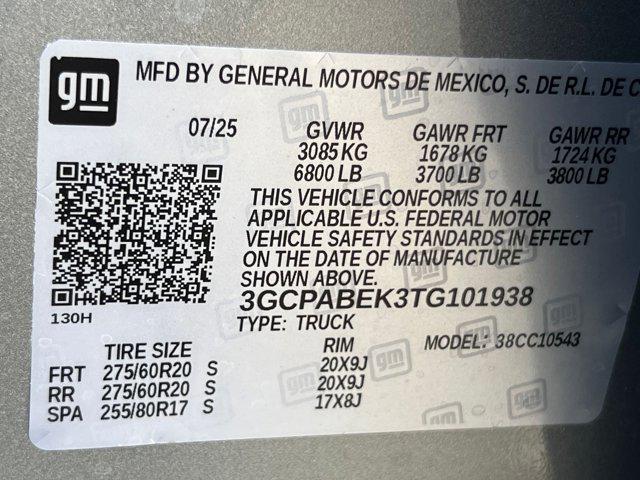 gm
MFD BY GENERAL MOTORS DE MEXICO, S. DE R.L. DE C
07/25 GVWR GAWR FRT GAWR RR
3085 KG 1678 KG 1724 KG
6800 LB 3700 LB 3800 LB
THIS VEHICLE CONFORMS TO ALL
APPLICABLE U.S. FEDERAL MOTOR
VEHICLE SAFETY STANDARDS IN EFFECT
ON THE DATE OF MANUFACTURE
SHOWN ABOVE.
3GCPABEK3TG101938
130H
TYPE: TRUCK
MODEL: 38CC10543
TIRE SIZE RIM
FRT 275/60R20 S 20X9J
RR 275/60R20 S 20X9J
SPA 255/80R17 S 17X8J